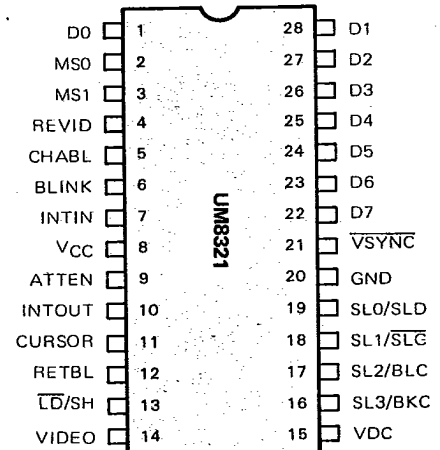 D0 1 28 D1
MS0 2 27 D2
MS1 3 26 D3
REVID 4 25 D4
CHABL 5 24 D5
BLINK 6 23 D6
INTIN 7 22 D7
VCC 8 21 VSYNC
ATTEN 9 20 GND
INTOUT 10 19 SL0/SLD
CURSOR 11 18 SL1/SLG
RETBL 12 17 SL2/BLC
LD/SH 13 16 SL3/BKC
VIDEO 14 15 VDC
UM8321